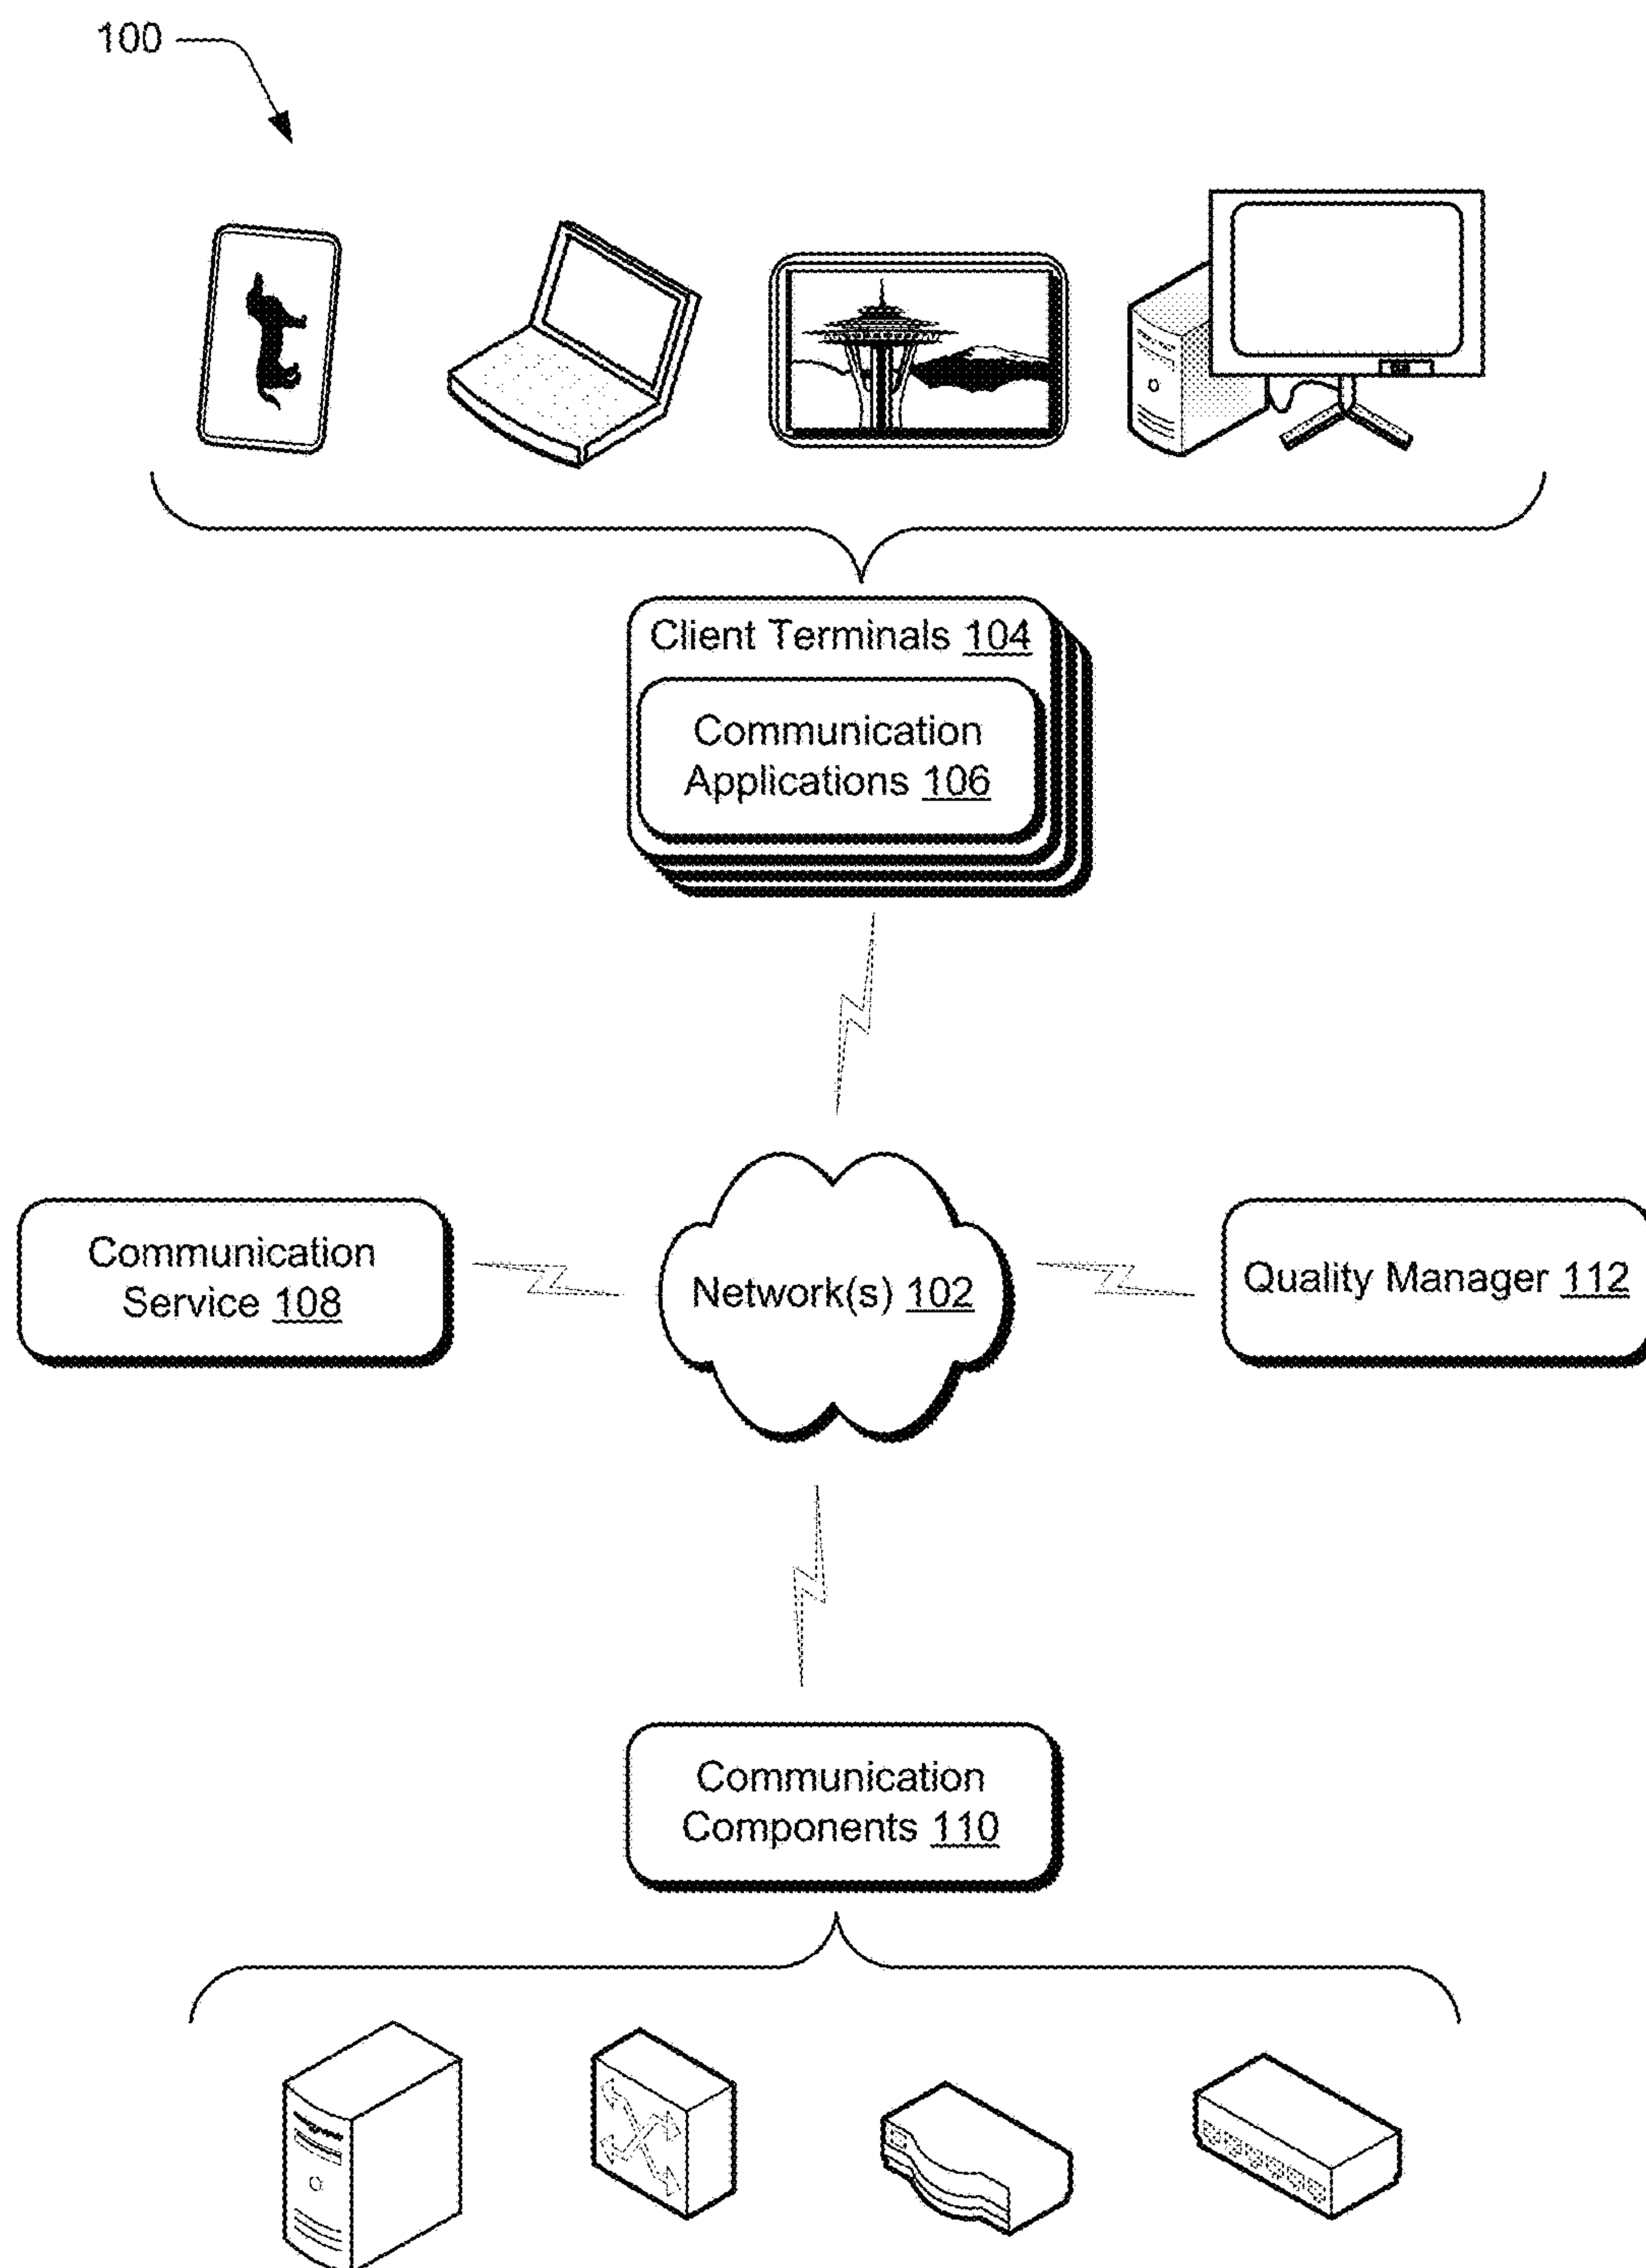 100
Client Terminals 104
Communication
Applications 106
Communication
Service 108
Network(s) 102
Quality Manager 112
Communication
Components 110